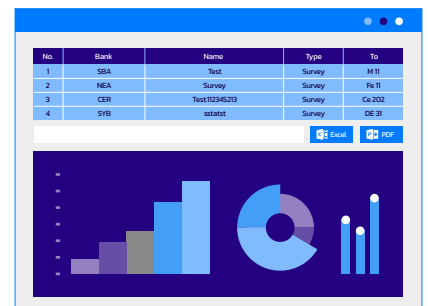 No. Bank Name Type To
1 SBA Test Survey M 11
2 NEA Survey Survey Fe 11
3 CER Test112345213 Survey Ce 202
4 SYB sstatst Survey DE 31
Excel PDF